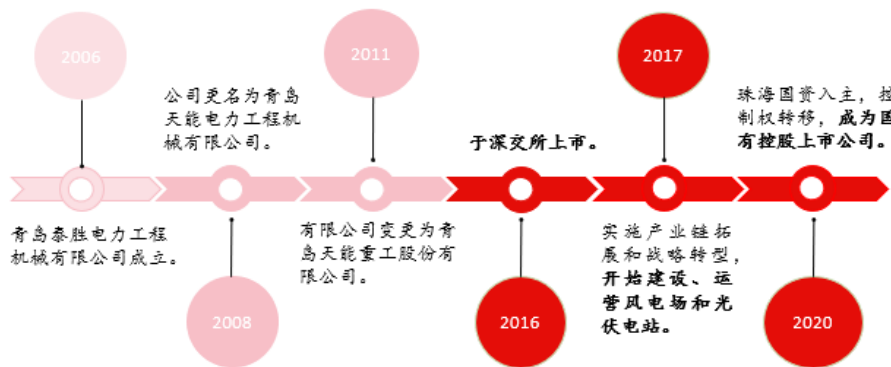 2006
青岛泰胜电力工程
机械有限公司成立。
公司更名为青岛
天能电力工程机
械有限公司。
2008
2011
有限公司变更为青
岛天能重工股份有
限公司。
于深交所上市。
2016
2017
实施产业链拓
展和战略转型，
开始建设、运
营风电场和光
伏电站。
珠海国资入主，控
制权转移，成为国
有控股上市公司。
2020